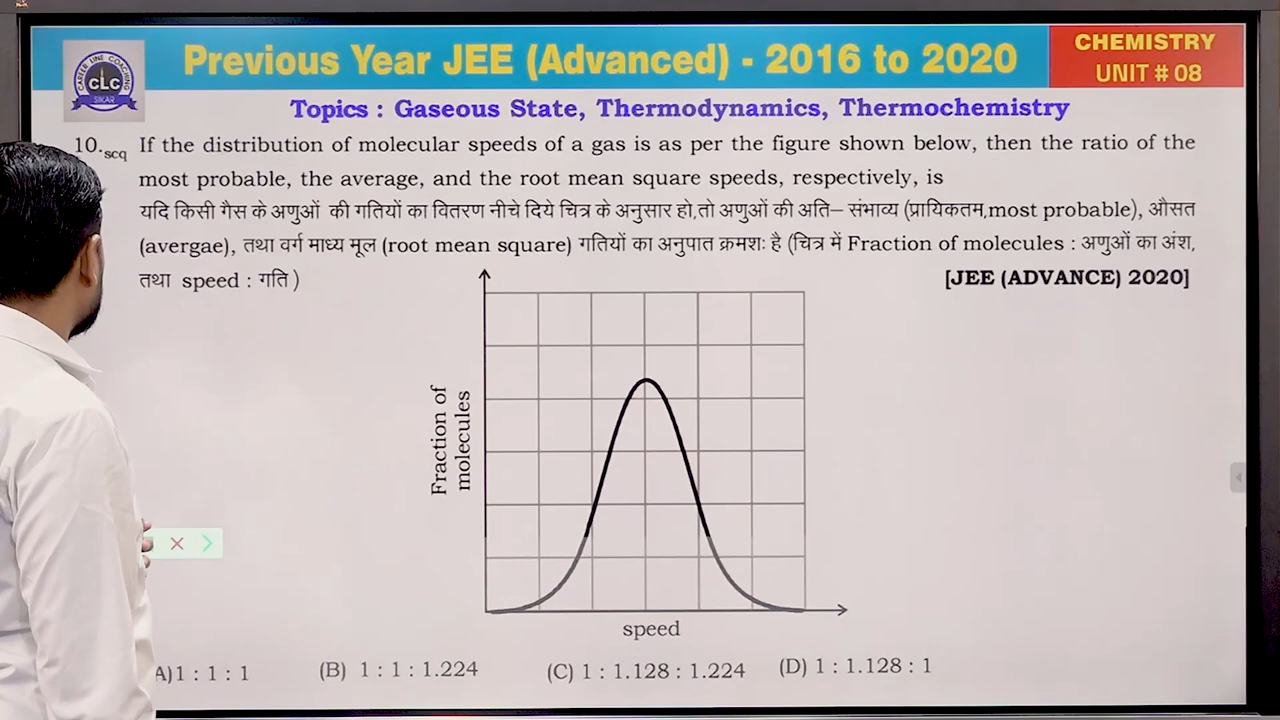 Previous Year JEE (Advanced) - 2016 to 2020
CHEMISTRY
UNIT # 08
CAREER LINE COACHING
CLC
SIKAR
Topics : Gaseous State, Thermodynamics, Thermochemistry
10.scq If the distribution of molecular speeds of a gas is as per the figure shown below, then the ratio of the
most probable, the average, and the root mean square speeds, respectively, is
यदि किसी गैस के अणुओं की गतियों का वितरण नीचे दिये चित्र के अनुसार हो,तो अणुओं की अति– संभाव्य (प्रायिकतम,most probable), औसत
(avergae), तथा वर्ग माध्य मूल (root mean square) गतियों का अनुपात क्रमशः है (चित्र में Fraction of molecules : अणुओं का अंश,
तथा speed : गति )
[JEE (ADVANCE) 2020]
Fraction of
molecules
speed
A)1 : 1 : 1
(B) 1 : 1 : 1.224
(C) 1 : 1.128 : 1.224
(D) 1 : 1.128 : 1